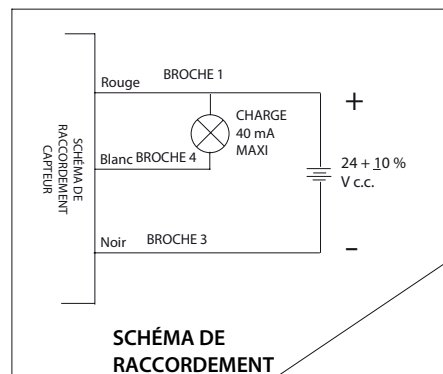 Rouge BROCHE 1
+
CHARGE
40 mA
MAXI
SCHÉMA DE
RACCORDEMENT
CAPTEUR
Blanc BROCHE 4
24 + 10 %
V c.c.
Noir BROCHE 3
–
SCHÉMA DE
RACCORDEMENT